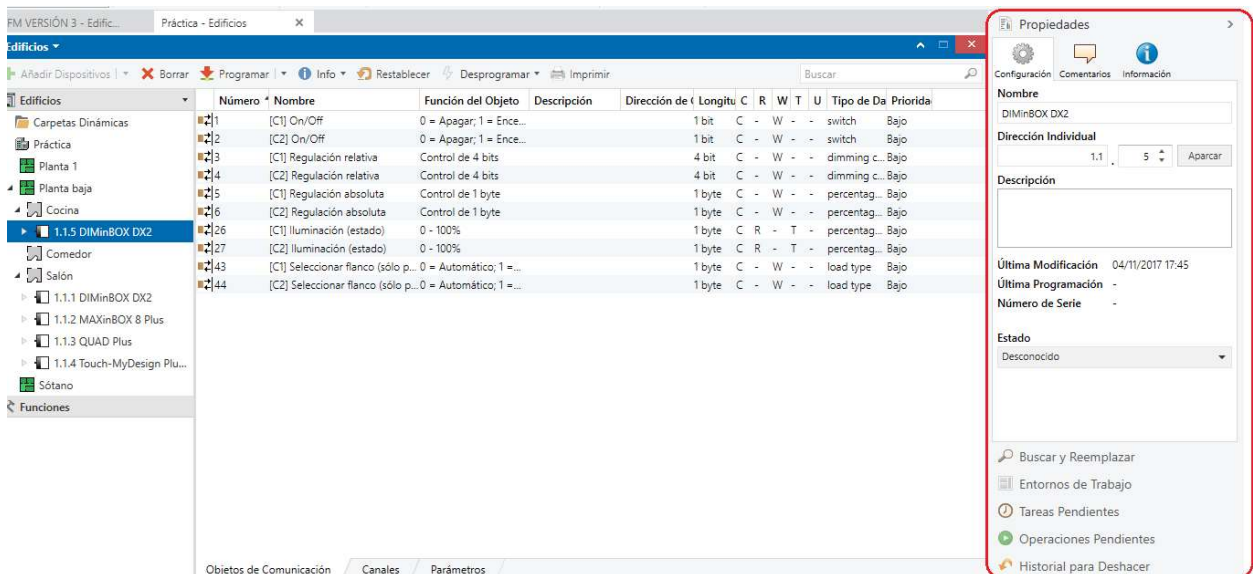 FM VERSIÓN 3 - Edific... Práctica - Edificios ×
Edificios
Añadir Dispositivos Borrar Programar Info Restablecer Desprogramar Imprimir Buscar
Edificios
Carpetas Dinámicas
Práctica
Planta 1
Planta baja
Cocina
1.1.5 DIMinBOX DX2
Comedor
Salón
1.1.1 DIMinBOX DX2
1.1.2 MAXinBOX 8 Plus
1.1.3 QUAD Plus
1.1.4 Touch-MyDesign Plu...
Sótano
Funciones
Número Nombre Función del Objeto Descripción Dirección de Longitu C R W T U Tipo de Da Priorida
1 [C1] On/Off 0 = Apagar; 1 = Ence... 1 bit C - W - - switch Bajo
2 [C2] On/Off 0 = Apagar; 1 = Ence... 1 bit C - W - - switch Bajo
3 [C1] Regulación relativa Control de 4 bits 4 bit C - W - - dimming c... Bajo
4 [C2] Regulación relativa Control de 4 bits 4 bit C - W - - dimming c... Bajo
5 [C1] Regulación absoluta Control de 1 byte 1 byte C - W - - percentag... Bajo
6 [C2] Regulación absoluta Control de 1 byte 1 byte C - W - - percentag... Bajo
26 [C1] Iluminación (estado) 0 - 100% 1 byte C R - T - percentag... Bajo
27 [C2] Iluminación (estado) 0 - 100% 1 byte C R - T - percentag... Bajo
43 [C1] Seleccionar flanco (sólo p... 0 = Automático; 1 =... 1 byte C - W - - load type Bajo
44 [C2] Seleccionar flanco (sólo p... 0 = Automático; 1 =... 1 byte C - W - - load type Bajo
Objetos de Comunicación Canales Parámetros
Propiedades
Configuración Comentarios Información
Nombre
DIMinBOX DX2
Dirección Individual
1.1 . 5 Aparcar
Descripción
Última Modificación 04/11/2017 17:45
Última Programación -
Número de Serie -
Estado
Desconocido
Buscar y Reemplazar
Entornos de Trabajo
Tareas Pendientes
Operaciones Pendientes
Historial para Deshacer